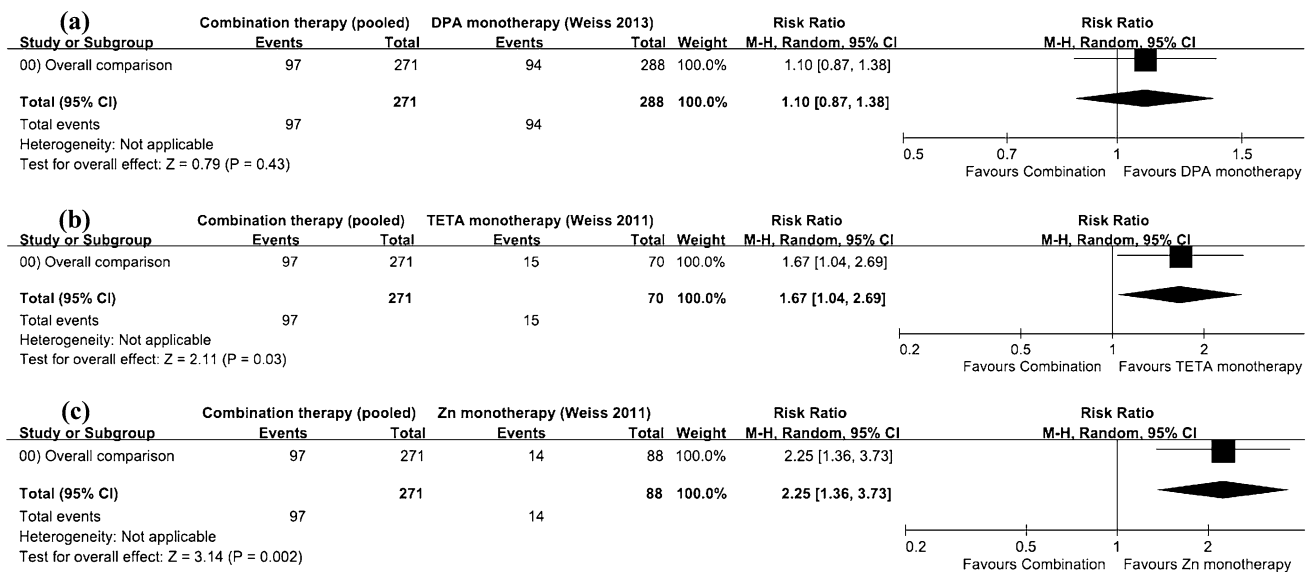 (a)
Combination therapy (pooled) DPA monotherapy (Weiss 2013) Risk Ratio Risk Ratio
Study or Subgroup Events Total Events Total Weight M-H, Random, 95% CI M-H, Random, 95% CI
00) Overall comparison 97 271 94 288 100.0% 1.10 [0.87, 1.38]
Total (95% CI) 271 288 100.0% 1.10 [0.87, 1.38]
Total events 97 94
Heterogeneity: Not applicable
Test for overall effect: Z = 0.79 (P = 0.43)
0.5 0.7 1 1.5
Favours Combination Favours DPA monotherapy
(b)
Combination therapy (pooled) TETA monotherapy (Weiss 2011) Risk Ratio Risk Ratio
Study or Subgroup Events Total Events Total Weight M-H, Random, 95% CI M-H, Random, 95% CI
00) Overall comparison 97 271 15 70 100.0% 1.67 [1.04, 2.69]
Total (95% CI) 271 70 100.0% 1.67 [1.04, 2.69]
Total events 97 15
Heterogeneity: Not applicable
Test for overall effect: Z = 2.11 (P = 0.03)
0.2 0.5 1 2
Favours Combination Favours TETA monotherapy
(c)
Combination therapy (pooled) Zn monotherapy (Weiss 2011) Risk Ratio Risk Ratio
Study or Subgroup Events Total Events Total Weight M-H, Random, 95% CI M-H, Random, 95% CI
00) Overall comparison 97 271 14 88 100.0% 2.25 [1.36, 3.73]
Total (95% CI) 271 88 100.0% 2.25 [1.36, 3.73]
Total events 97 14
Heterogeneity: Not applicable
Test for overall effect: Z = 3.14 (P = 0.002)
0.2 0.5 1 2
Favours Combination Favours Zn monotherapy